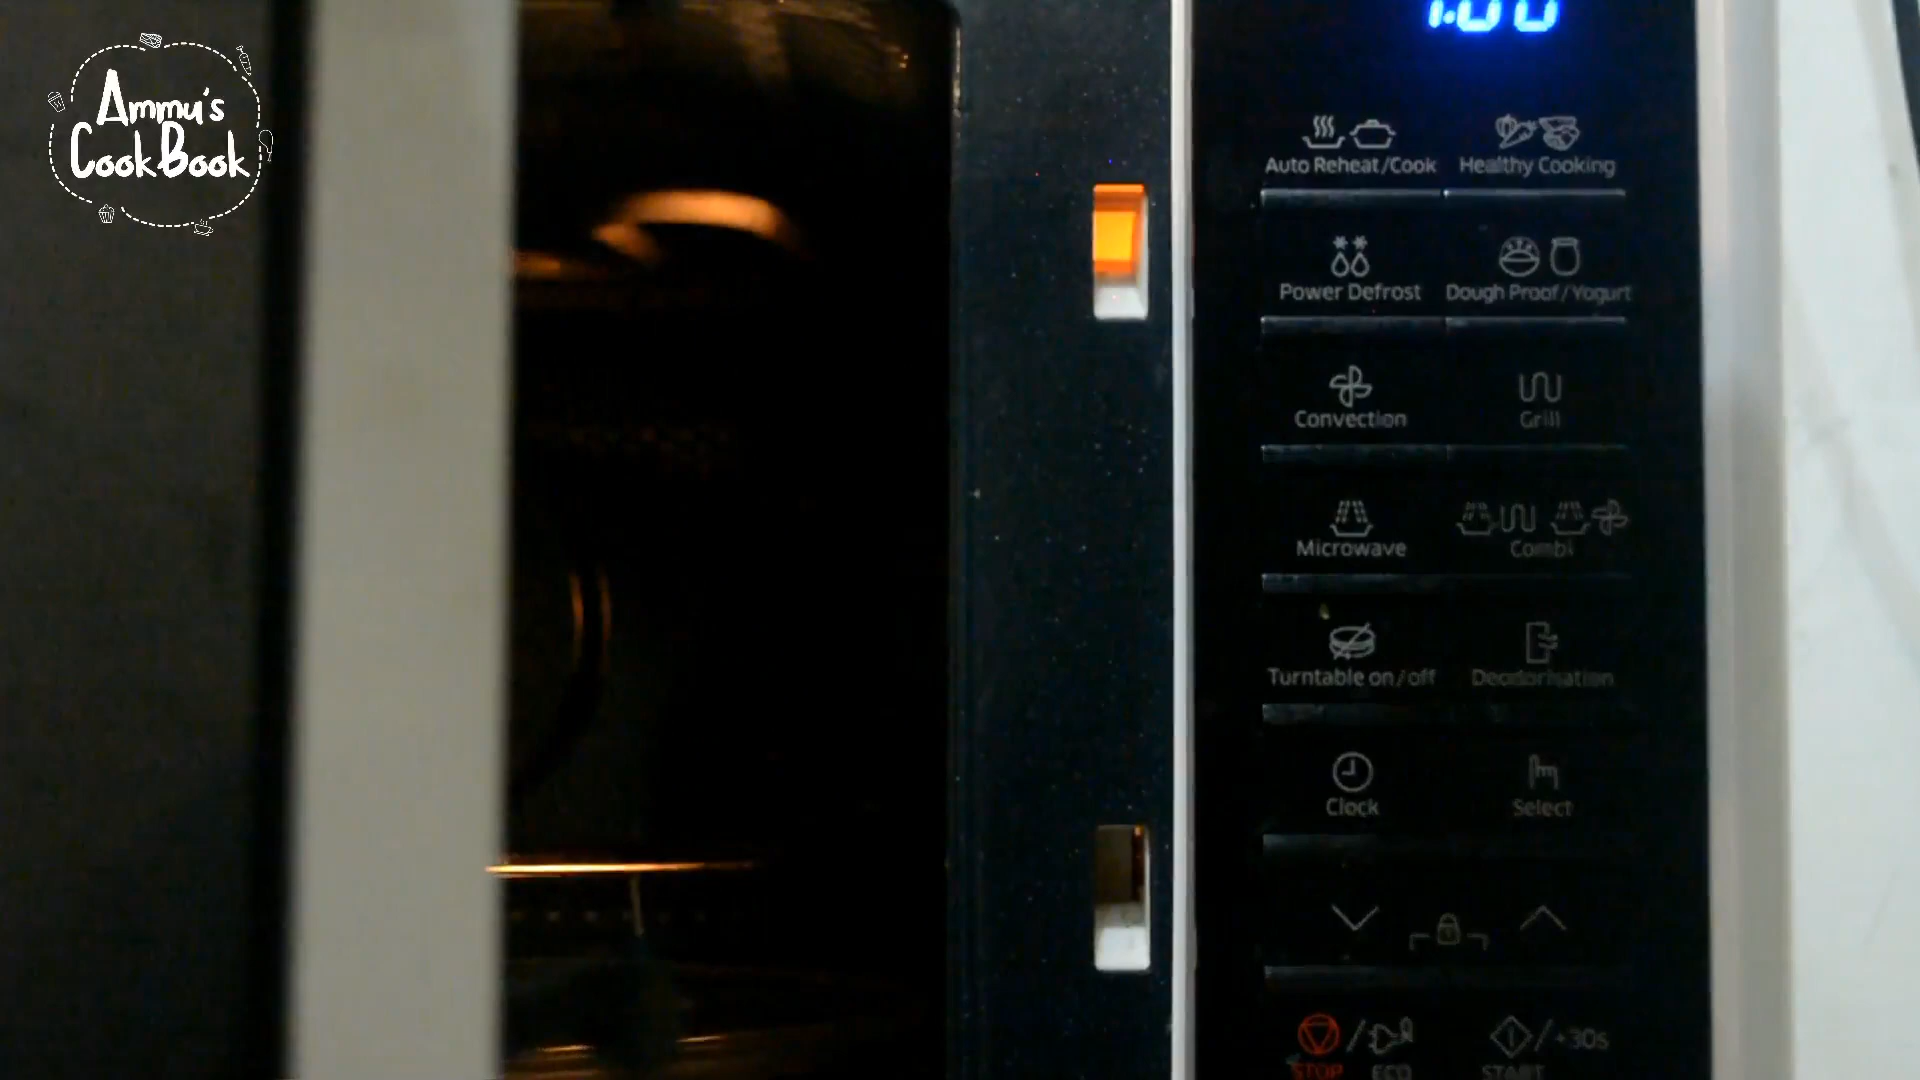 Ammu's
CookBook
1:00
Auto Reheat/Cook
Healthy Cooking
Power Defrost
Dough Proof/Yogurt
Convection
Grill
Microwave
Combi
Turntable on/off
Deodorisation
Clock
Select
STOP
/
ECO
START
/
+30s